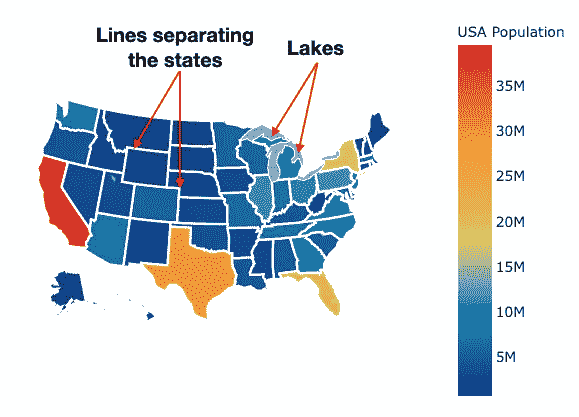 Lines separating
the states
Lakes
USA Population
35M
30M
25M
20M
15M
10M
5M